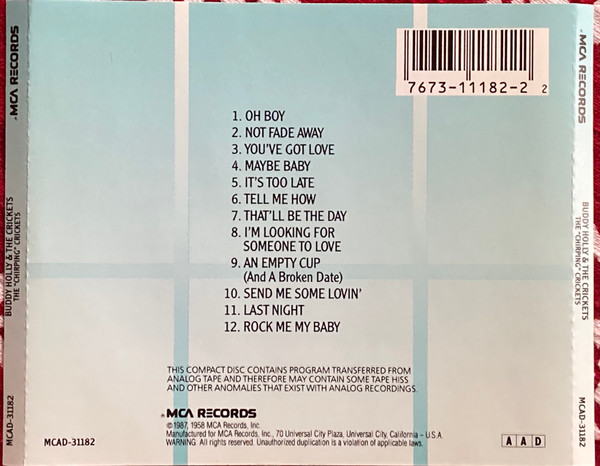 MCA RECORDS
BUDDY HOLLY & THE CRICKETS
THE "CHIRPING" CRICKETS
MCAD-31182
7673-11182-2 2
1. OH BOY
2. NOT FADE AWAY
3. YOU'VE GOT LOVE
4. MAYBE BABY
5. IT'S TOO LATE
6. TELL ME HOW
7. THAT'LL BE THE DAY
8. I'M LOOKING FOR
SOMEONE TO LOVE
9. AN EMPTY CUP
(And A Broken Date)
10. SEND ME SOME LOVIN'
11. LAST NIGHT
12. ROCK ME MY BABY
THIS COMPACT DISC CONTAINS PROGRAM TRANSFERRED FROM
ANALOG TAPE AND THEREFORE MAY CONTAIN SOME TAPE HISS
AND OTHER ANOMALIES THAT EXIST WITH ANALOG RECORDINGS.
MCA RECORDS
©1987, 1958 MCA Records, Inc.
Manufactured for MCA Records, Inc., 70 Universal City Plaza, Universal City, California – U.S.A.
WARNING: All rights reserved. Unauthorized duplication is a violation of applicable laws.
MCAD-31182
A A D
MCA RECORDS
BUDDY HOLLY & THE CRICKETS
THE "CHIRPING" CRICKETS
MCAD-31182